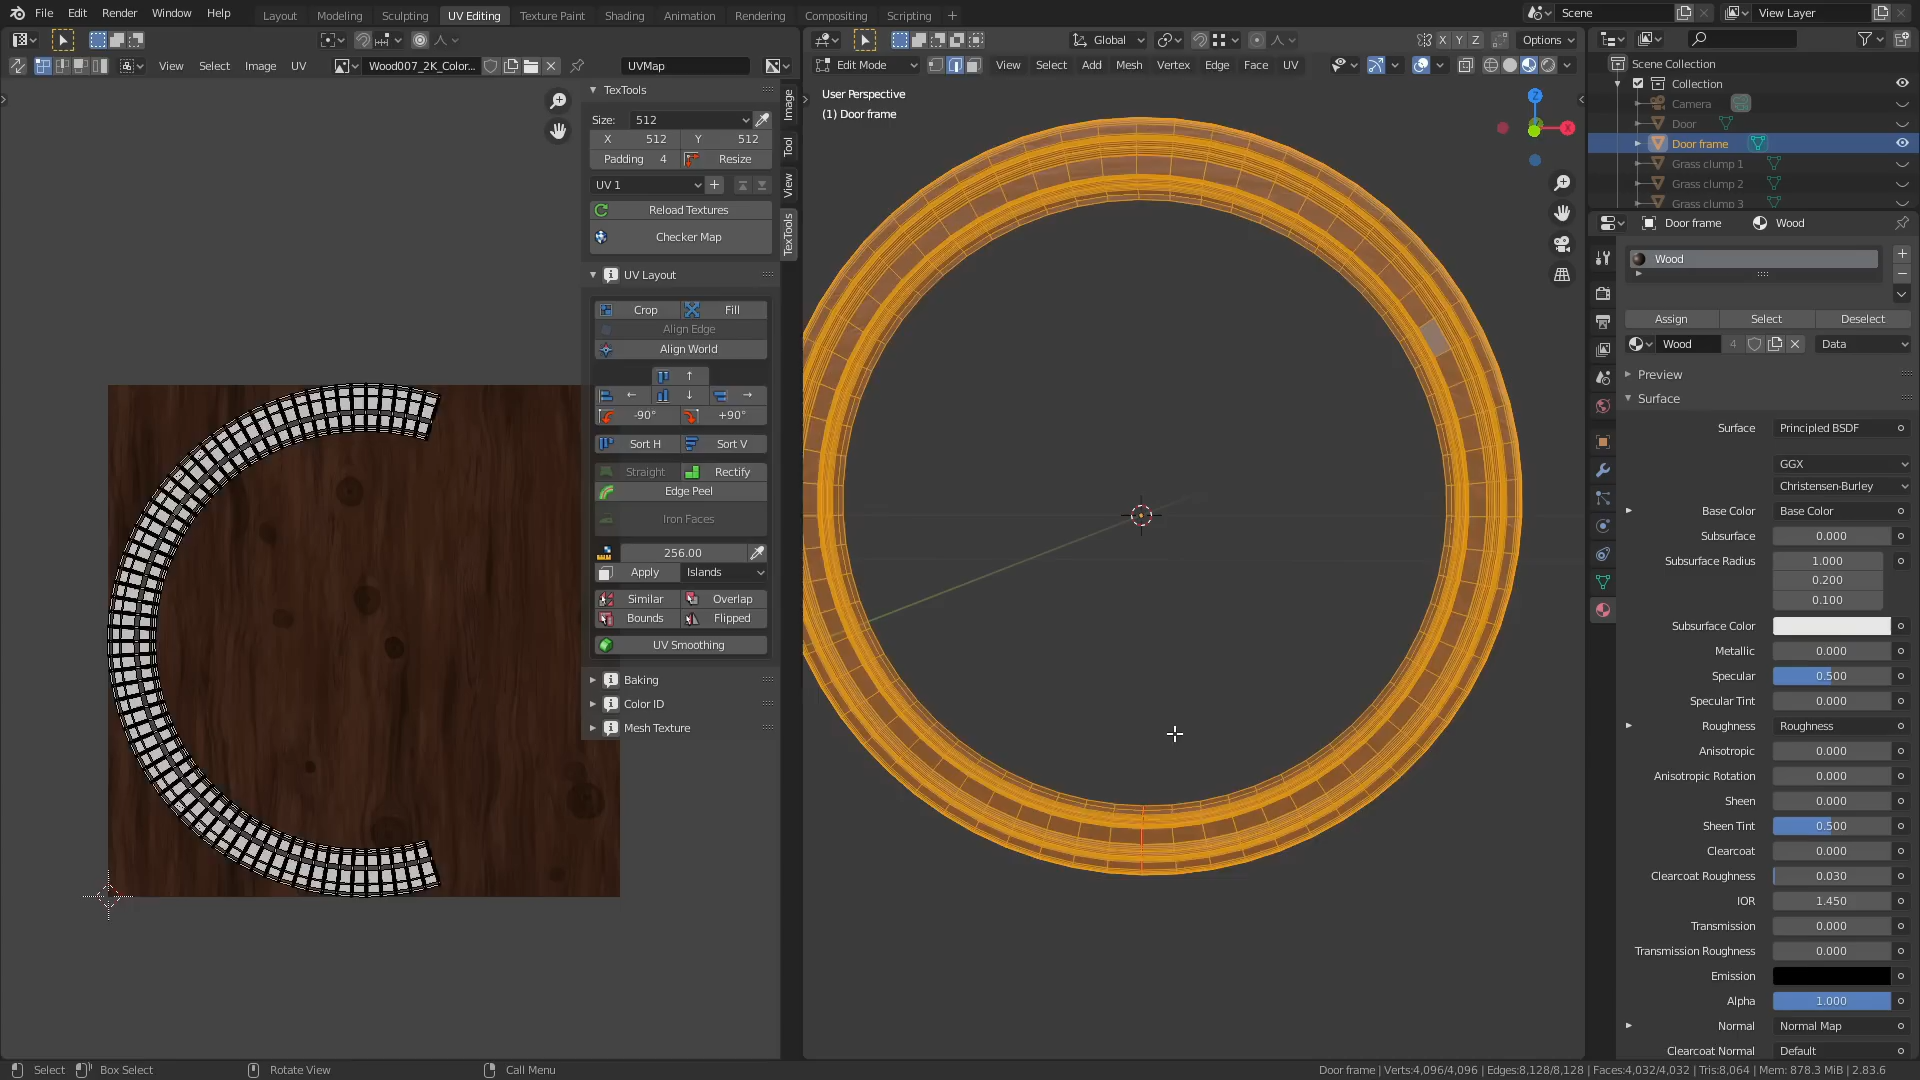 File Edit Render Window Help Layout Modeling Sculpting UV Editing Texture Paint Shading Animation Rendering Compositing Scripting + Scene View Layer
Global X Y Z Options
View Select Image UV Wood007_2K_Color... UVMap
Edit Mode View Select Add Mesh Vertex Edge Face UV
TexTools
Size: 512
X 512 Y 512
Padding 4 Resize
UV 1
Reload Textures
Checker Map
UV Layout
Crop Fill
Align Edge
Align World
-90° +90°
Sort H Sort V
Straight Rectify
Edge Peel
Iron Faces
256.00
Apply Islands
Similar Overlap
Bounds Flipped
UV Smoothing
Baking
Color ID
Mesh Texture
Image
Tool
View
TexTools
User Perspective
(1) Door frame
Z
X
Scene Collection
Collection
Camera
Door
Door frame
Grass clump 1
Grass clump 2
Grass clump 3
Door frame Wood
Wood
Assign Select Deselect
Wood 4 Data
Preview
Surface
Surface Principled BSDF
GGX
Christensen-Burley
Base Color Base Color
Subsurface 0.000
Subsurface Radius 1.000
0.200
0.100
Subsurface Color
Metallic 0.000
Specular 0.500
Specular Tint 0.000
Roughness Roughness
Anisotropic 0.000
Anisotropic Rotation 0.000
Sheen 0.000
Sheen Tint 0.500
Clearcoat 0.000
Clearcoat Roughness 0.030
IOR 1.450
Transmission 0.000
Transmission Roughness 0.000
Emission
Alpha 1.000
Normal Normal Map
Clearcoat Normal Default
Select Box Select Rotate View Call Menu
Door frame | Verts:4,096/4,096 | Edges:8,128/8,128 | Faces:4,032/4,032 | Tris:8,064 | Mem: 878.3 MiB | 2.83.6